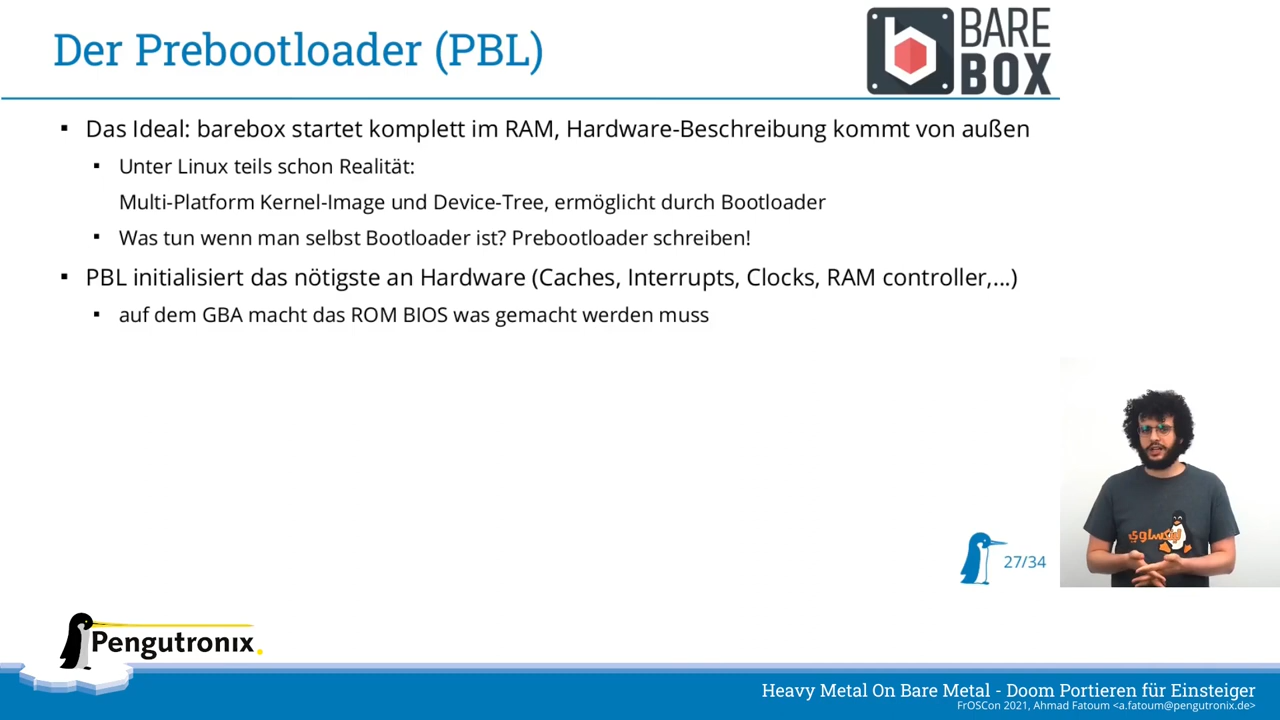 Der Prebootloader (PBL)
BARE
BOX
Das Ideal: barebox startet komplett im RAM, Hardware-Beschreibung kommt von außen
Unter Linux teils schon Realität:
Multi-Platform Kernel-Image und Device-Tree, ermöglicht durch Bootloader
Was tun wenn man selbst Bootloader ist? Prebootloader schreiben!
PBL initialisiert das nötigste an Hardware (Caches, Interrupts, Clocks, RAM controller,...)
auf dem GBA macht das ROM BIOS was gemacht werden muss
لينكساوي
27/34
Pengutronix.
Heavy Metal On Bare Metal - Doom Portieren für Einsteiger
FrOSCon 2021, Ahmad Fatoum <a.fatoum@pengutronix.de>